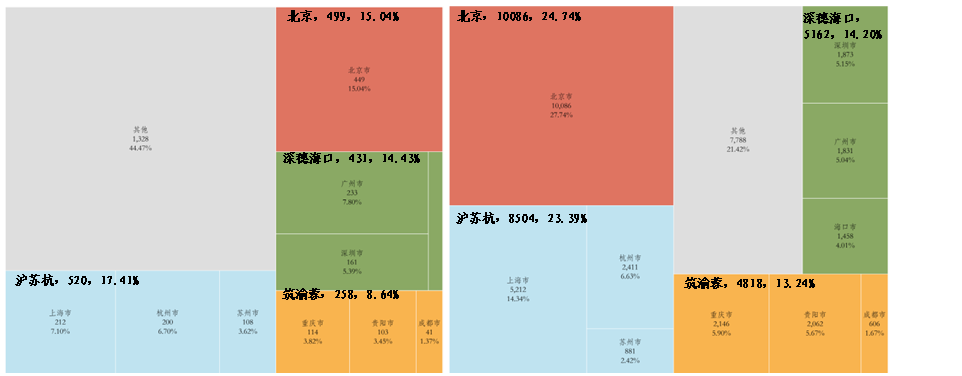 北京，499，15.04%
北京市
449
15.04%
其他
1,328
44.47%
深穗海口，431，14.43%
广州市
233
7.80%
深圳市
161
5.39%
沪苏杭，520，17.41%
上海市
212
7.10%
杭州市
200
6.70%
苏州市
108
3.62%
筑渝蓉，258，8.64%
重庆市
114
3.82%
贵阳市
103
3.45%
成都市
41
1.37%
北京，10086，24.74%
北京市
10,086
27.74%
其他
7,788
21.42%
深穗海口，
5162，14.20%
深圳市
1,873
5.15%
广州市
1,831
5.04%
海口市
1,458
4.01%
沪苏杭，8504，23.39%
上海市
5,212
14.34%
杭州市
2,411
6.63%
苏州市
881
2.42%
筑渝蓉，4818，13.24%
重庆市
2,146
5.90%
贵阳市
2,062
5.67%
成都市
606
1.67%